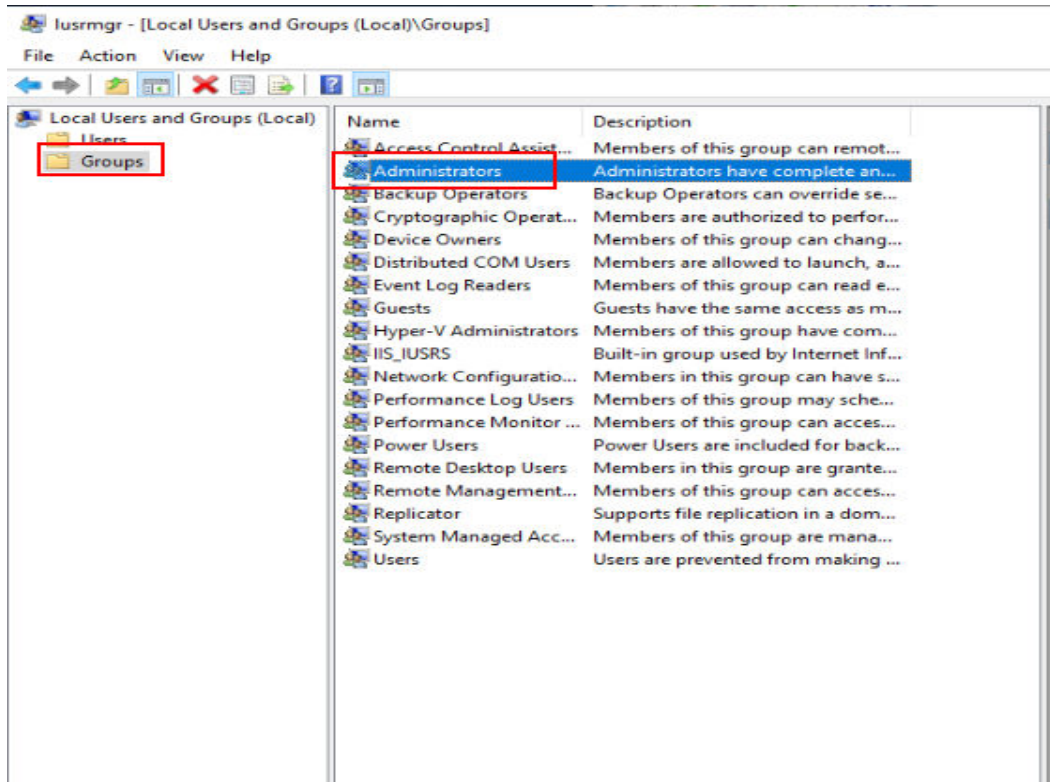 lusrmgr - [Local Users and Groups (Local)\Groups]
File Action View Help
Local Users and Groups (Local)
Users
Groups
Name Description
Access Control Assist... Members of this group can remot...
Administrators Administrators have complete an...
Backup Operators Backup Operators can override se...
Cryptographic Operat... Members are authorized to perfor...
Device Owners Members of this group can chang...
Distributed COM Users Members are allowed to launch, a...
Event Log Readers Members of this group can read e...
Guests Guests have the same access as m...
Hyper-V Administrators Members of this group have com...
IIS_IUSRS Built-in group used by Internet Inf...
Network Configuratio... Members in this group can have s...
Performance Log Users Members of this group may sche...
Performance Monitor ... Members of this group can acces...
Power Users Power Users are included for back...
Remote Desktop Users Members in this group are grante...
Remote Management... Members of this group can acces...
Replicator Supports file replication in a dom...
System Managed Acc... Members of this group are mana...
Users Users are prevented from making ...